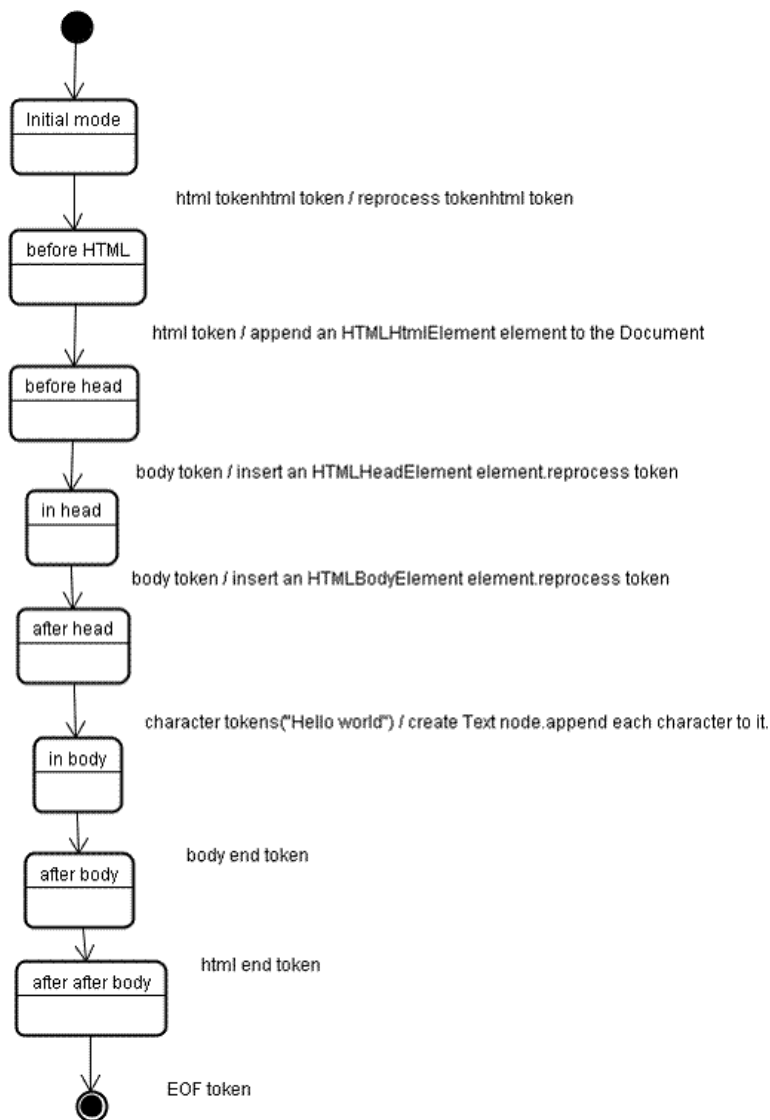 Initial mode
html tokenhtml token / reprocess tokenhtml token
before HTML
html token / append an HTMLHtmlElement element to the Document
before head
body token / insert an HTMLHeadElement element.reprocess token
in head
body token / insert an HTMLBodyElement element.reprocess token
after head
character tokens("Hello world") / create Text node.append each character to it.
in body
body end token
after body
html end token
after after body
EOF token